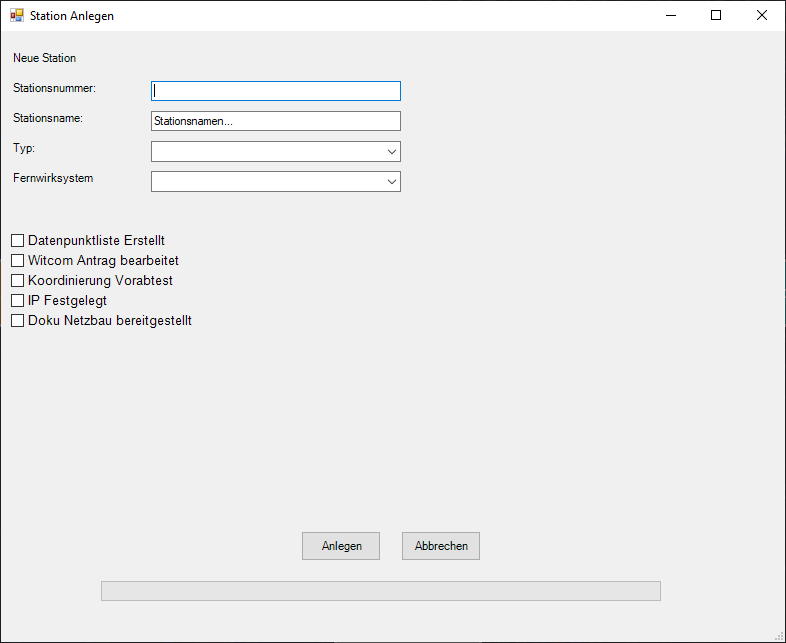 Station Anlegen
Neue Station
Stationsnummer:
Stationsname: Stationsnamen...
Typ:
Fernwirksystem
Datenpunktliste Erstellt
Witcom Antrag bearbeitet
Koordinierung Vorabtest
IP Festgelegt
Doku Netzbau bereitgestellt
Anlegen Abbrechen